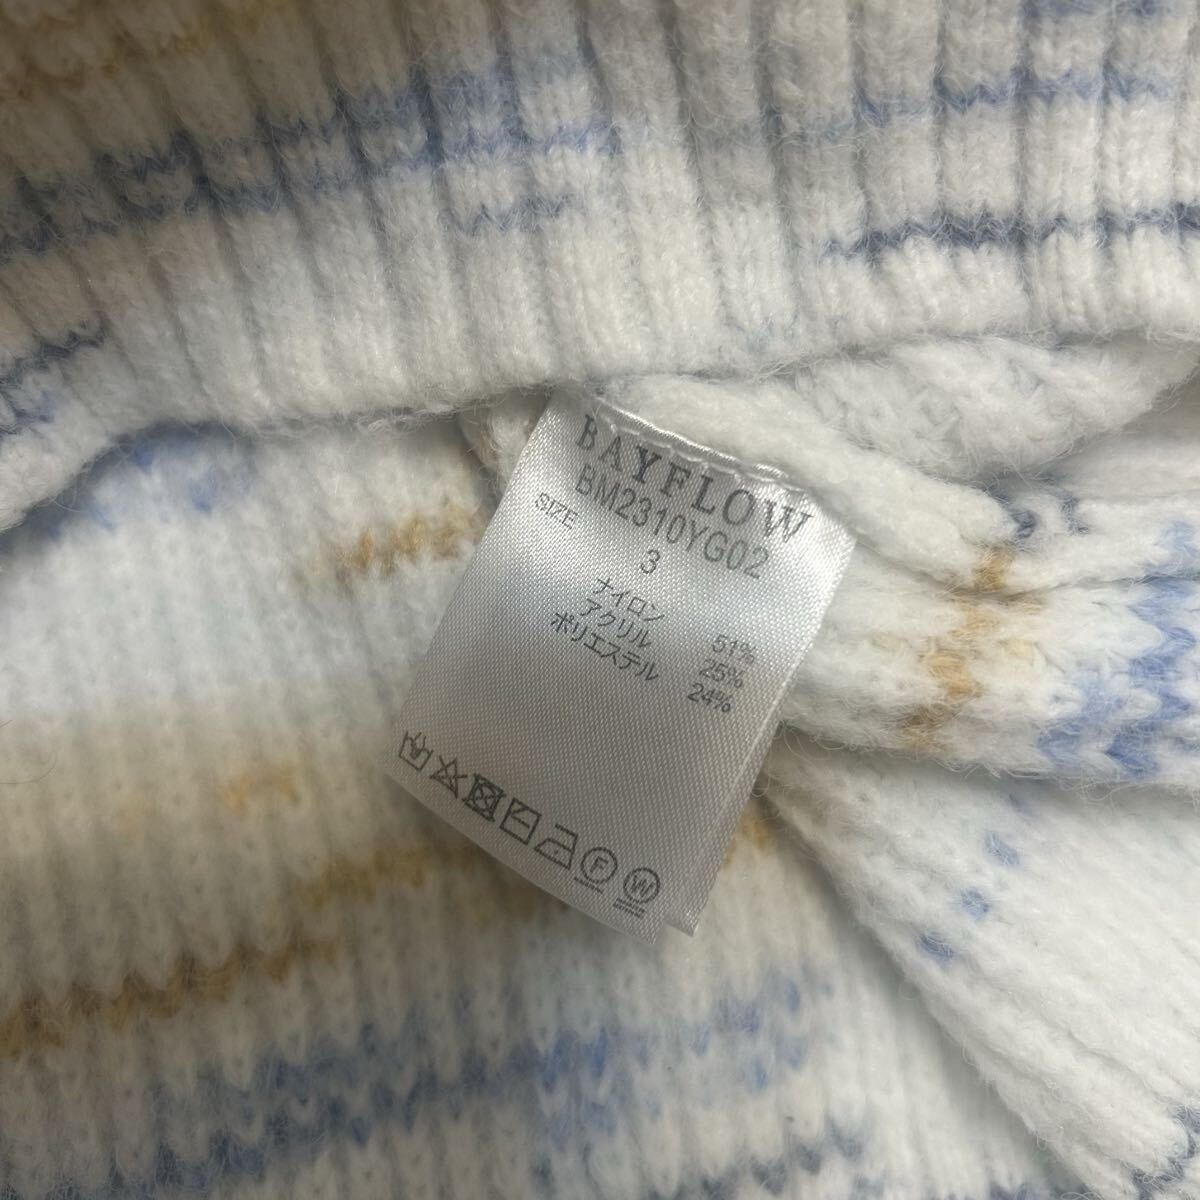 BAYFLOW
BM2310YG02
SIZE 3
ナイロン 51%
アクリル 25%
ポリエステル 24%
F W